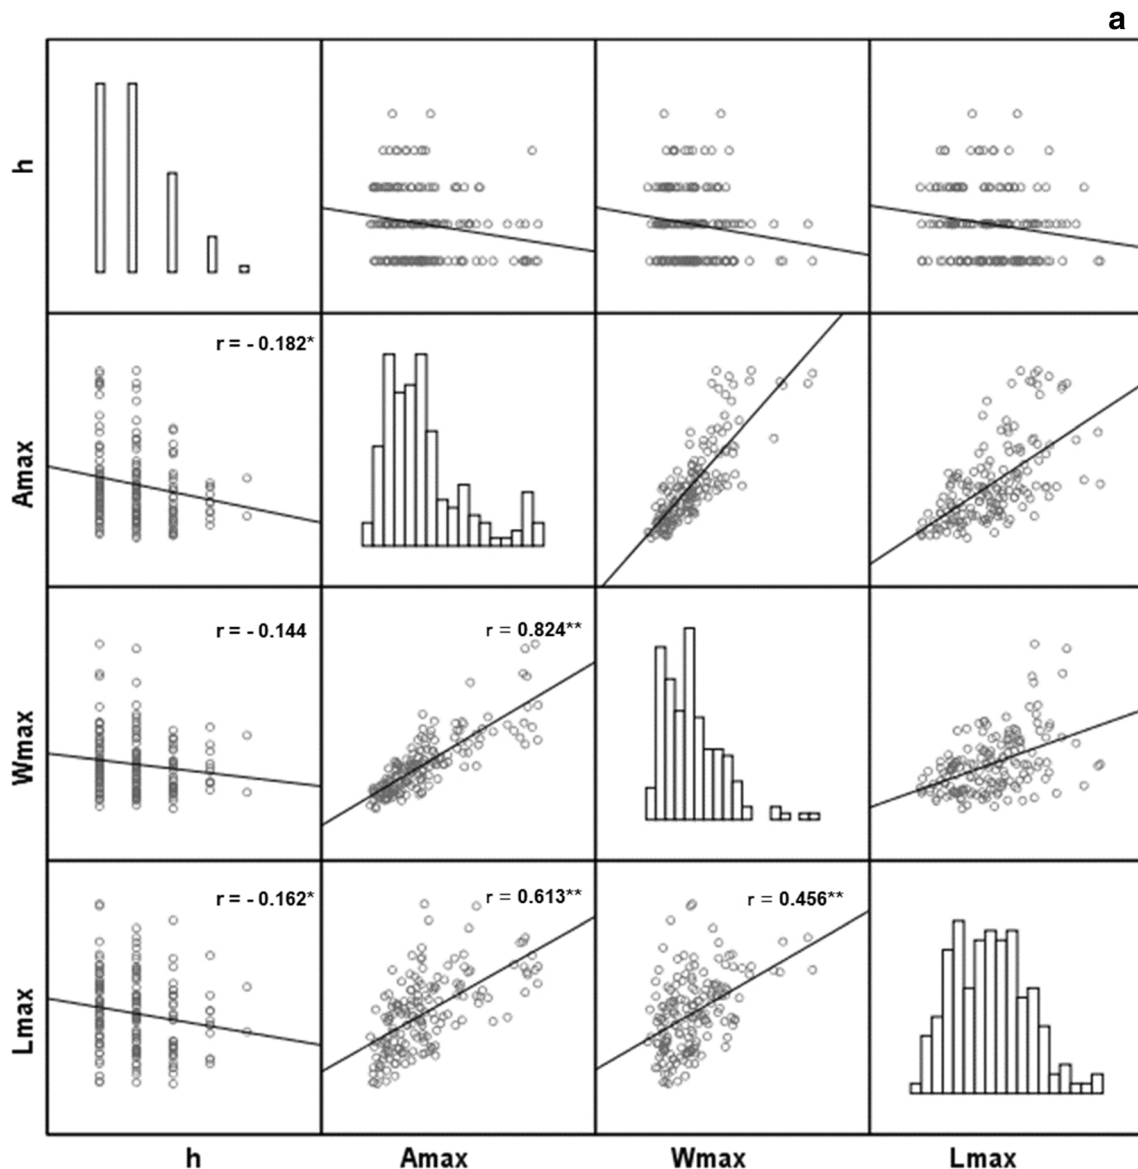 a
h
Amax
r = - 0.182*
Wmax
r = - 0.144
r = 0.824**
Lmax
r = - 0.162*
r = 0.613**
r = 0.456**
h Amax Wmax Lmax